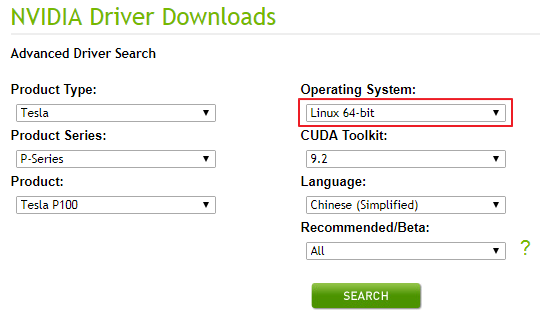 NVIDIA Driver Downloads
Advanced Driver Search
Product Type:
Tesla
Product Series:
P-Series
Product:
Tesla P100
Operating System:
Linux 64-bit
CUDA Toolkit:
9.2
Language:
Chinese (Simplified)
Recommended/Beta:
All
?
SEARCH